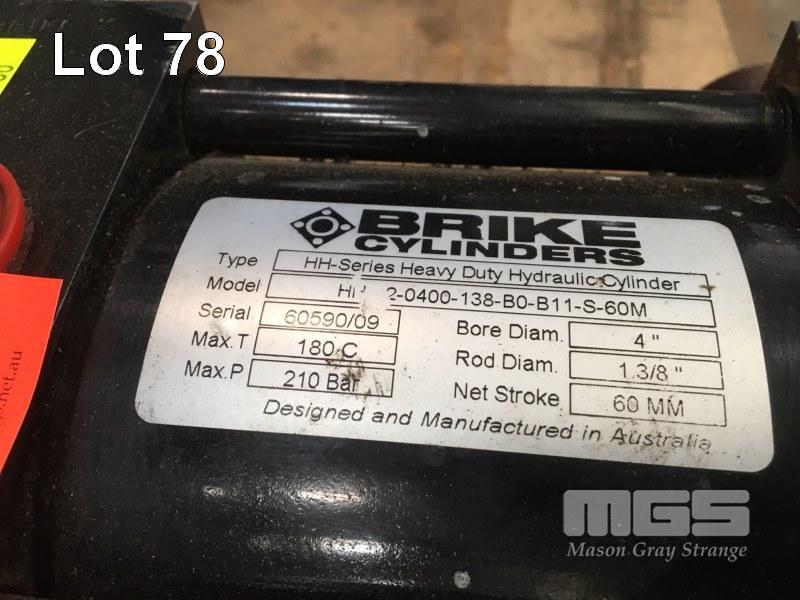 Lot 78
BRIKE
CYLINDERS
Type HH-Series Heavy Duty Hydraulic Cylinder
Model 2-0400-138-B0-B11-S-60M
Serial 60590/09
Max.T 180 C
Max.P 210 Bar
Bore Diam. 4 "
Rod Diam. 1.3/8 "
Net Stroke 60 MM
Designed and Manufactured in Australia
net.au
MGS
Mason Gray Strange